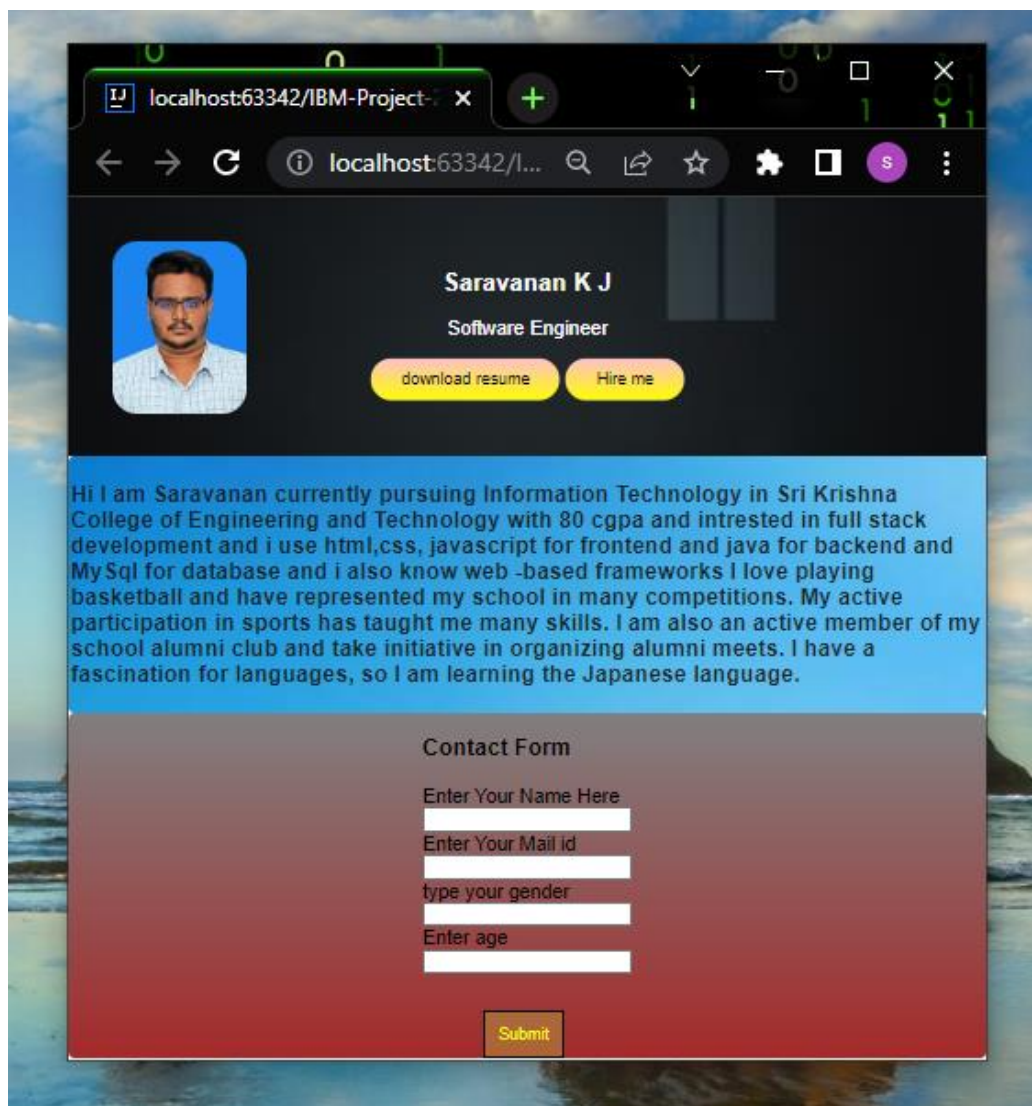 IJ localhost:63342/IBM-Project-
localhost:63342/I... S
Saravanan K J
Software Engineer
download resume Hire me
Hi I am Saravanan currently pursuing Information Technology in Sri Krishna
College of Engineering and Technology with 80 cgpa and intrested in full stack
development and i use html,css, javascript for frontend and java for backend and
MySql for database and i also know web -based frameworks I love playing
basketball and have represented my school in many competitions. My active
participation in sports has taught me many skills. I am also an active member of my
school alumni club and take initiative in organizing alumni meets. I have a
fascination for languages, so I am learning the Japanese language.
Contact Form
Enter Your Name Here
Enter Your Mail id
type your gender
Enter age
Submit